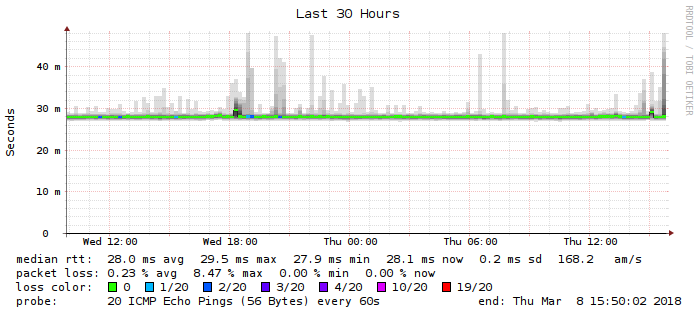 Last 30 Hours
RRDTOOL / TOBI OETIKER
Seconds
40 m
30 m
20 m
10 m
0
Wed 12:00 Wed 18:00 Thu 00:00 Thu 06:00 Thu 12:00
median rtt: 28.0 ms avg 29.5 ms max 27.9 ms min 28.1 ms now 0.2 ms sd 168.2 am/s
packet loss: 0.23 % avg 8.47 % max 0.00 % min 0.00 % now
loss color: 0 1/20 2/20 3/20 4/20 10/20 19/20
probe: 20 ICMP Echo Pings (56 Bytes) every 60s end: Thu Mar 8 15:50:02 2018